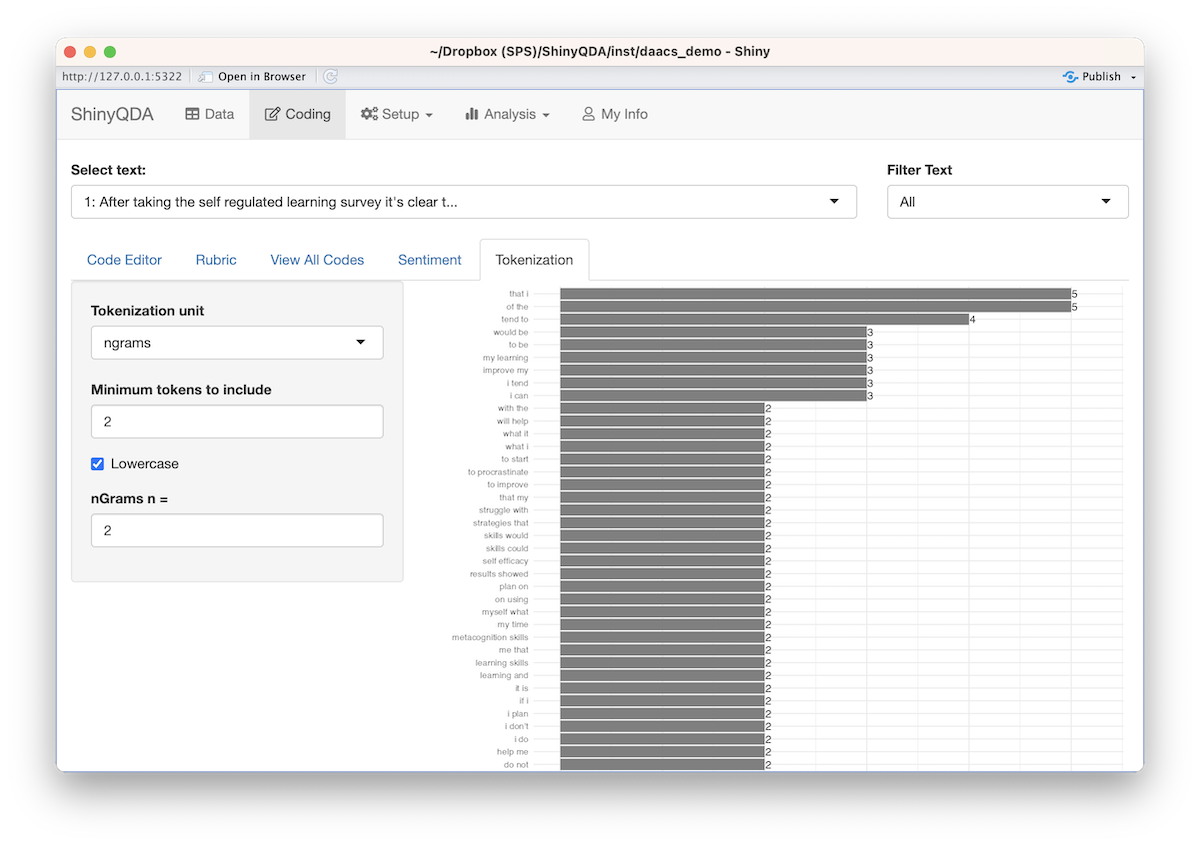 ~/Dropbox (SPS)/ShinyQDA/inst/daacs_demo - Shiny
http://127.0.0.1:5322 Open in Browser Publish
ShinyQDA Data Coding Setup Analysis My Info
Select text: Filter Text
1: After taking the self regulated learning survey it's clear t... All
Code Editor Rubric View All Codes Sentiment Tokenization
Tokenization unit
ngrams
Minimum tokens to include
2
Lowercase
nGrams n =
2
that i 5
of the 5
tend to 4
would be 3
to be 3
my learning 3
improve my 3
i tend 3
i can 3
with the 2
will help 2
what it 2
what i 2
to start 2
to procrastinate 2
to improve 2
that my 2
struggle with 2
strategies that 2
skills would 2
skills could 2
self efficacy 2
results showed 2
plan on 2
on using 2
myself what 2
my time 2
metacognition skills 2
me that 2
learning skills 2
learning and 2
it is 2
if i 2
i plan 2
i don't 2
i do 2
help me 2
do not 2